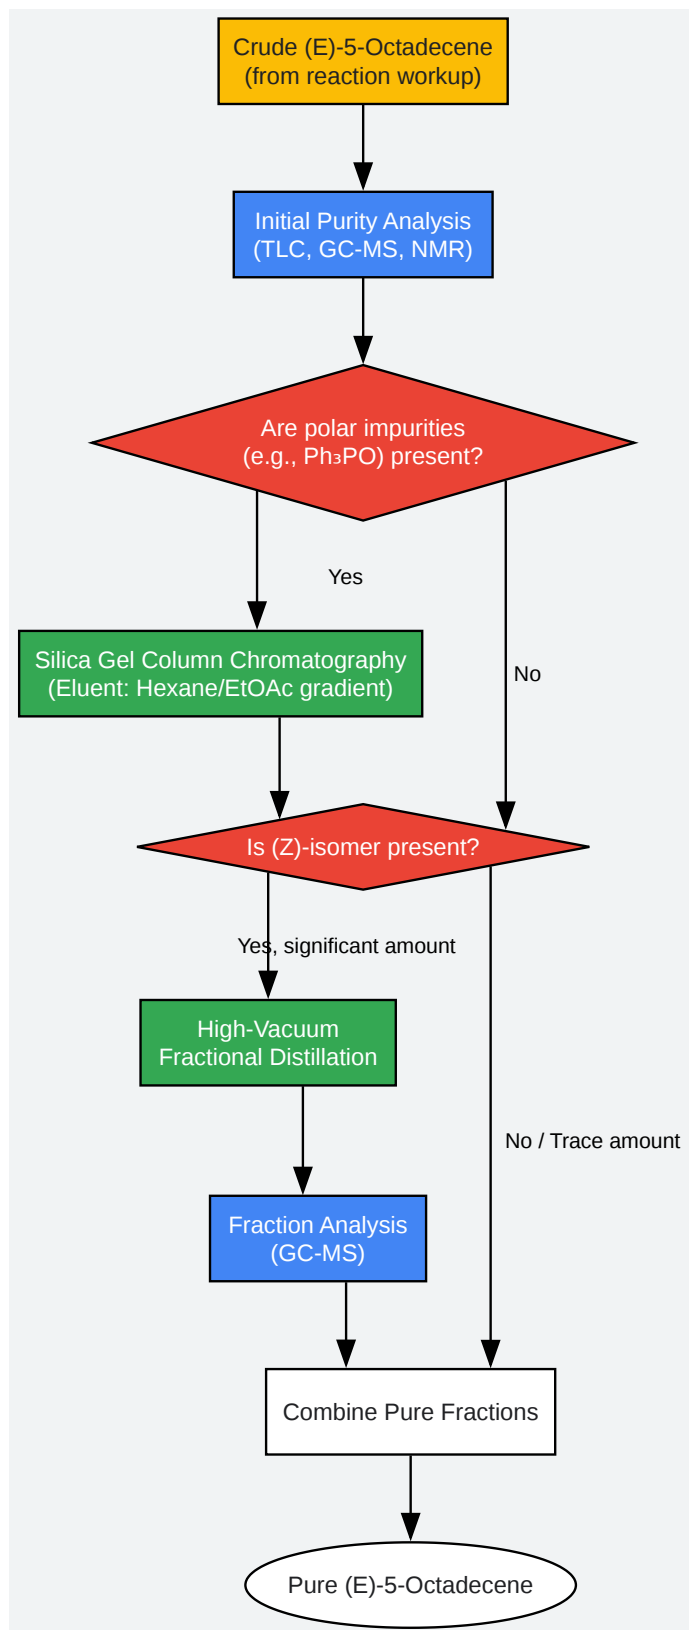 Crude (E)-5-Octadecene
(from reaction workup)
Initial Purity Analysis
(TLC, GC-MS, NMR)
Are polar impurities
(e.g., Ph₃PO) present?
Yes
Silica Gel Column Chromatography
(Eluent: Hexane/EtOAc gradient)
No
Is (Z)-isomer present?
Yes, significant amount
High-Vacuum
Fractional Distillation
No / Trace amount
Fraction Analysis
(GC-MS)
Combine Pure Fractions
Pure (E)-5-Octadecene